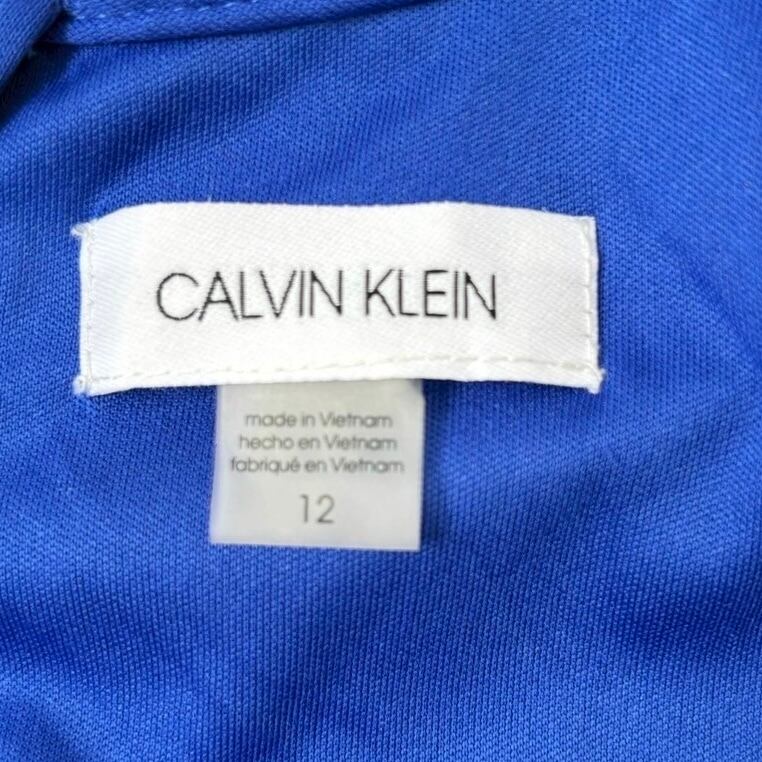 CALVIN KLEIN
made in Vietnam
hecho en Vietnam
fabriqué en Vietnam
12